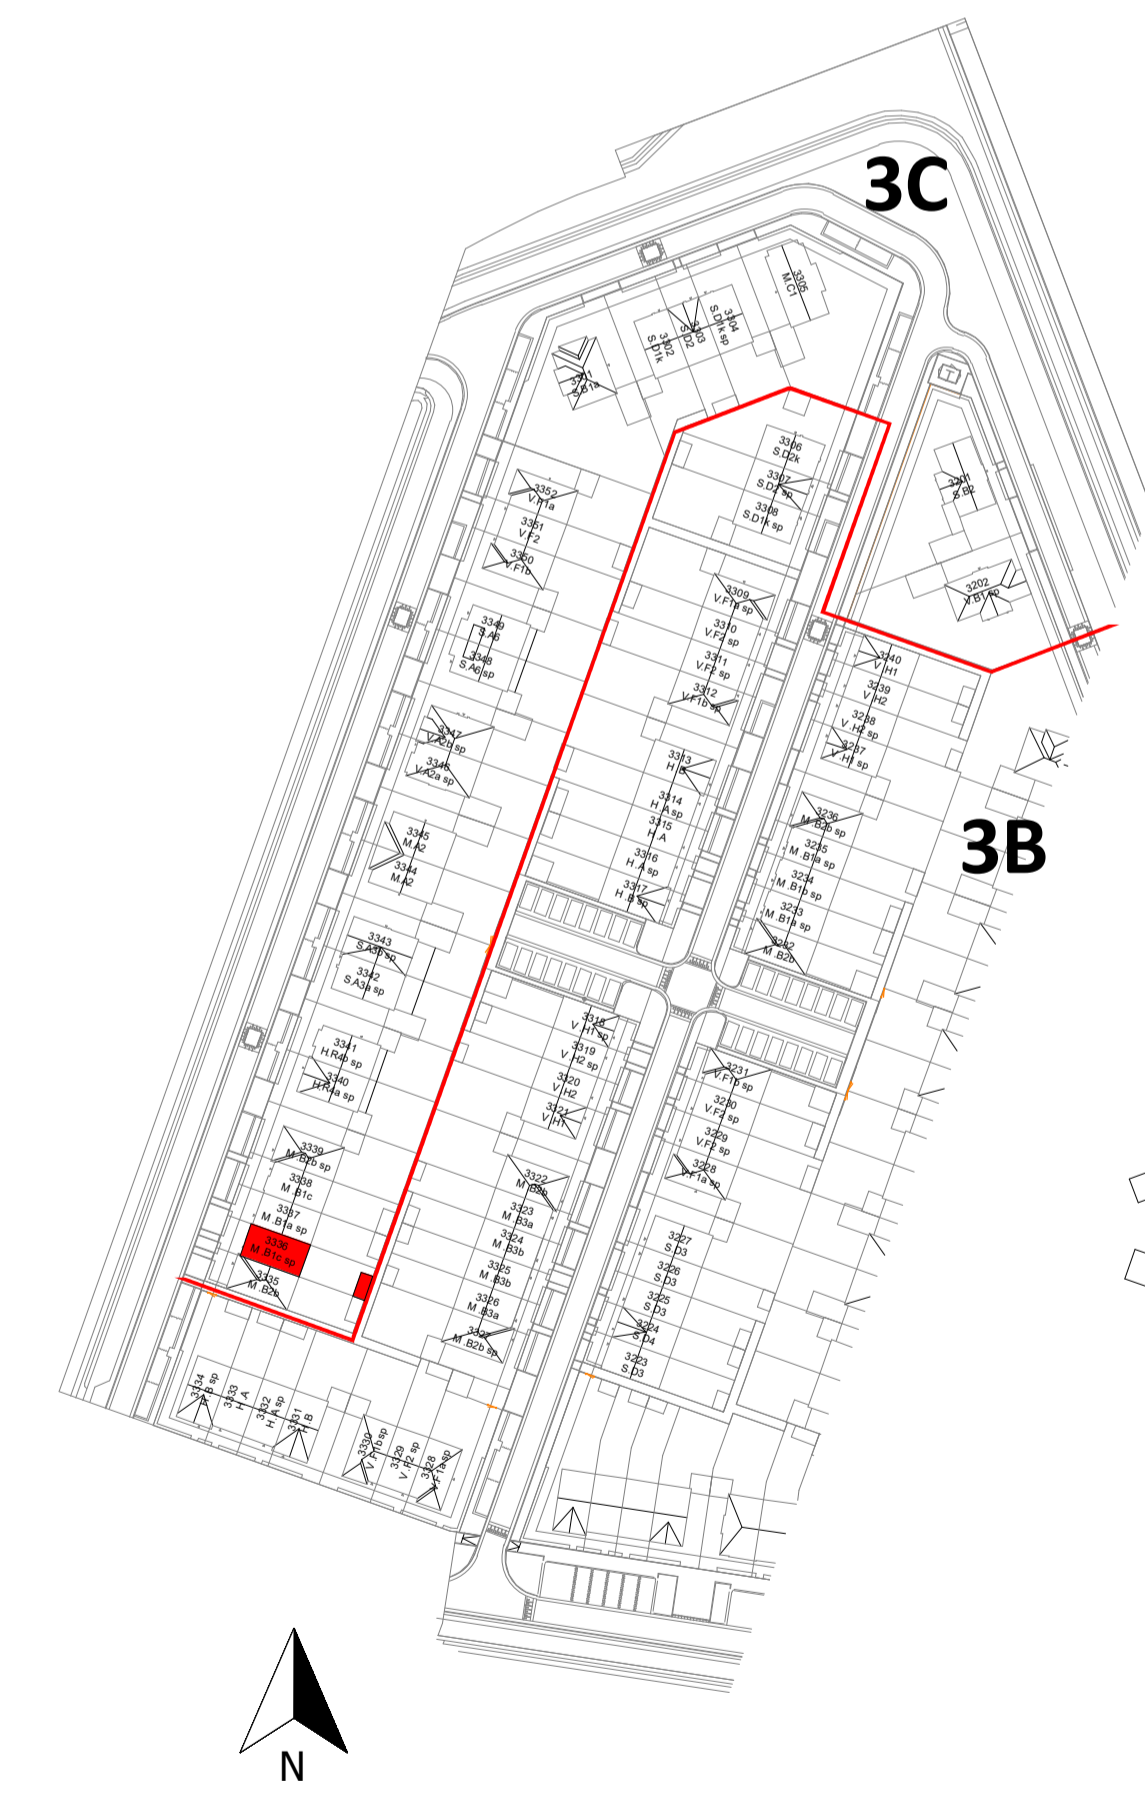 3C
3305
M.C1
3304
S.D1k sp
3303
S.D2
3302
S.D1k
3301
S.B1a
3306
S.D2k
3307
S.D2 sp
3308
S.D1k sp
3201
S.B2
3202
V.B1 sp
3352
V.F1a
3351
V.F2
3350
V.F1b
3309
V.F1a sp
3310
V.F2 sp
3311
V.F2 sp
3312
V.F1b sp
3349
S.A6
3348
S.A6 sp
3240
V.H1
3239
V.H2
3238
V.H2 sp
3237
V.H1 sp
3347
V.A2b sp
3346
V.A2a sp
3313
H.B
3314
H.A sp
3315
H.A
3316
H.A sp
3317
H.B sp
3236
M.B2b sp
3235
M.B1a sp
3234
M.B1b sp
3233
M.B1a sp
3232
M.B2b
3B
3345
M.A2
3344
M.A2
3343
S.A3b sp
3342
S.A3a sp
3341
H.R4b sp
3340
H.R4a sp
3318
V.H1 sp
3319
V.H2 sp
3320
V.H2
3321
V.H1
3231
V.F1b sp
3230
V.F2 sp
3229
V.F2 sp
3228
V.F1a sp
3339
M.B2b sp
3338
M.B1c
3337
M.B1a sp
3336
M.B1c sp
3335
M.B2b
3322
M.B2b
3323
M.B3a
3324
M.B3b
3325
M.B3b
3326
M.B3a
3327
M.B2b sp
3227
S.D3
3226
S.D3
3225
S.D3
3224
S.D4
3223
S.D3
3334
H.B sp
3333
H.A
3332
H.A sp
3331
H.B
3330
V.F1b sp
3329
V.F2 sp
3328
V.F1a sp
N